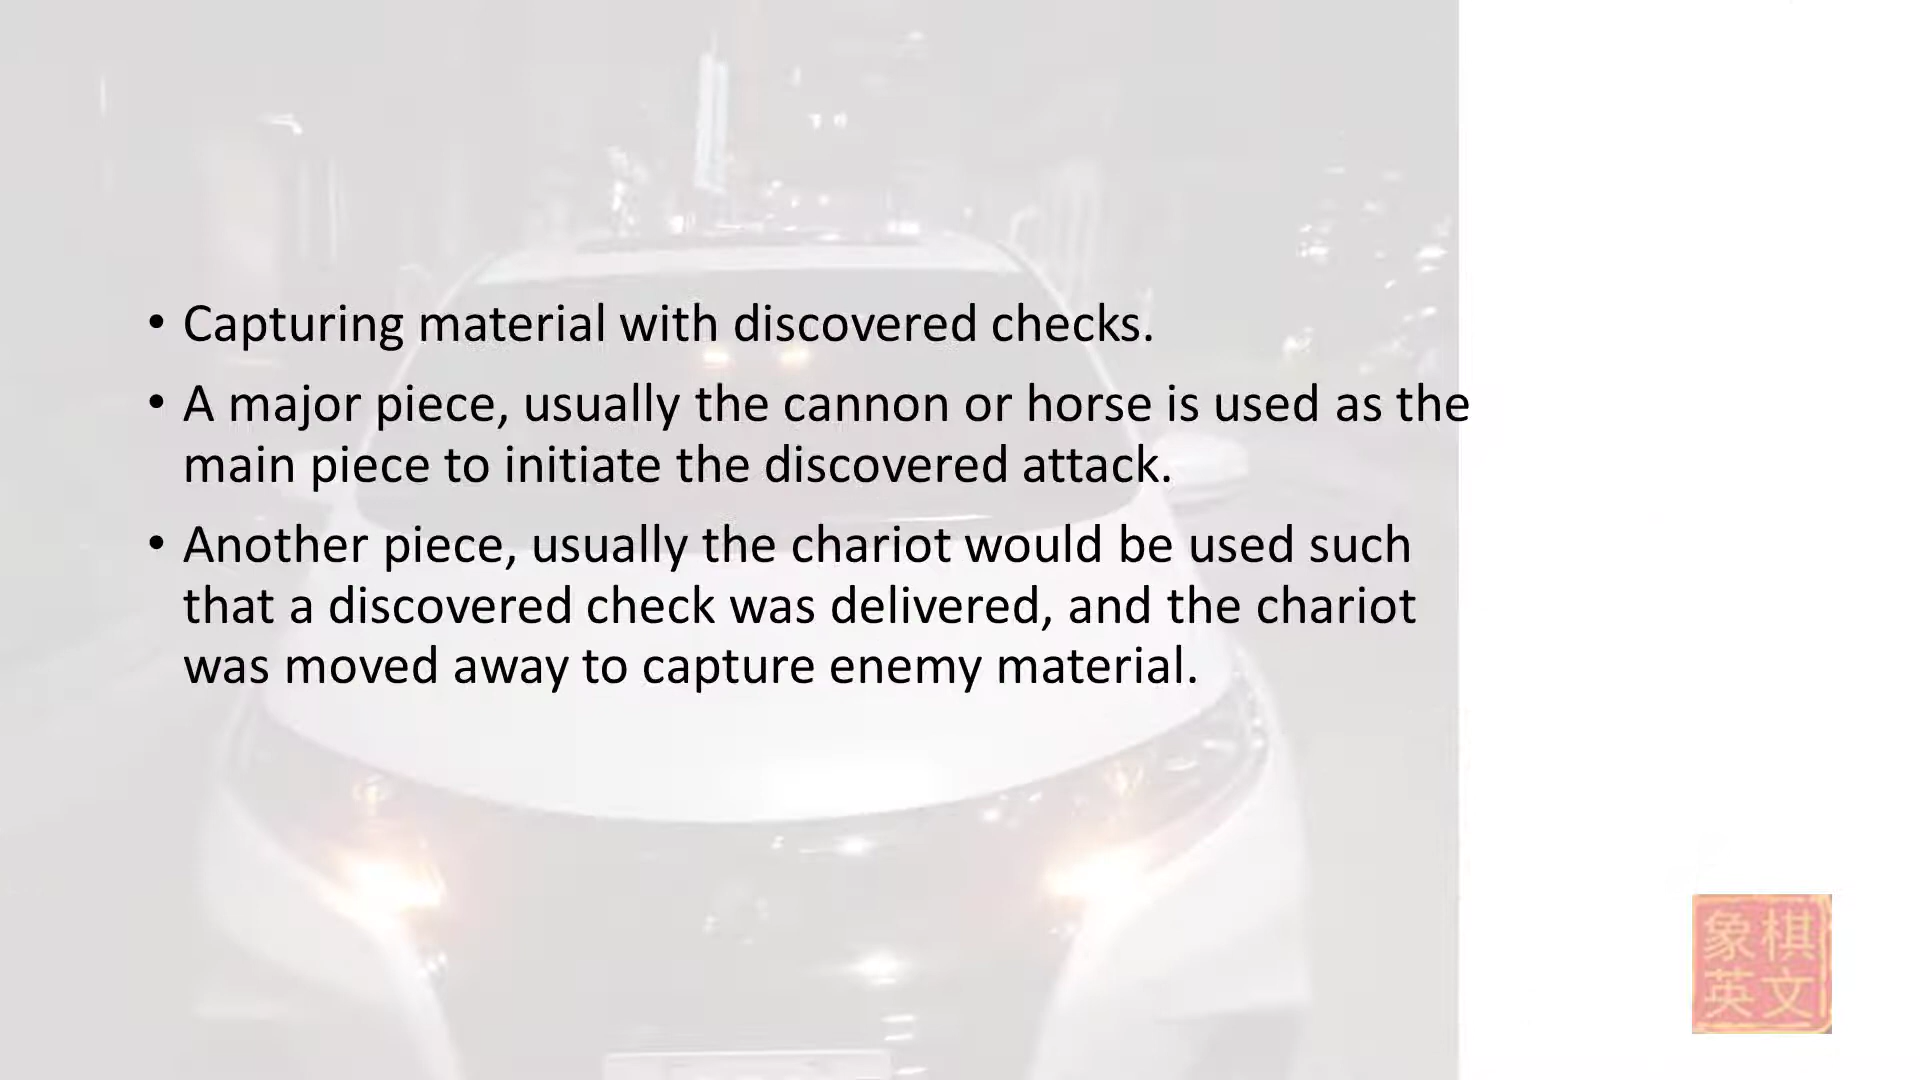 • Capturing material with discovered checks.
• A major piece, usually the cannon or horse is used as the
main piece to initiate the discovered attack.
• Another piece, usually the chariot would be used such
that a discovered check was delivered, and the chariot
was moved away to capture enemy material.
象棋
英文